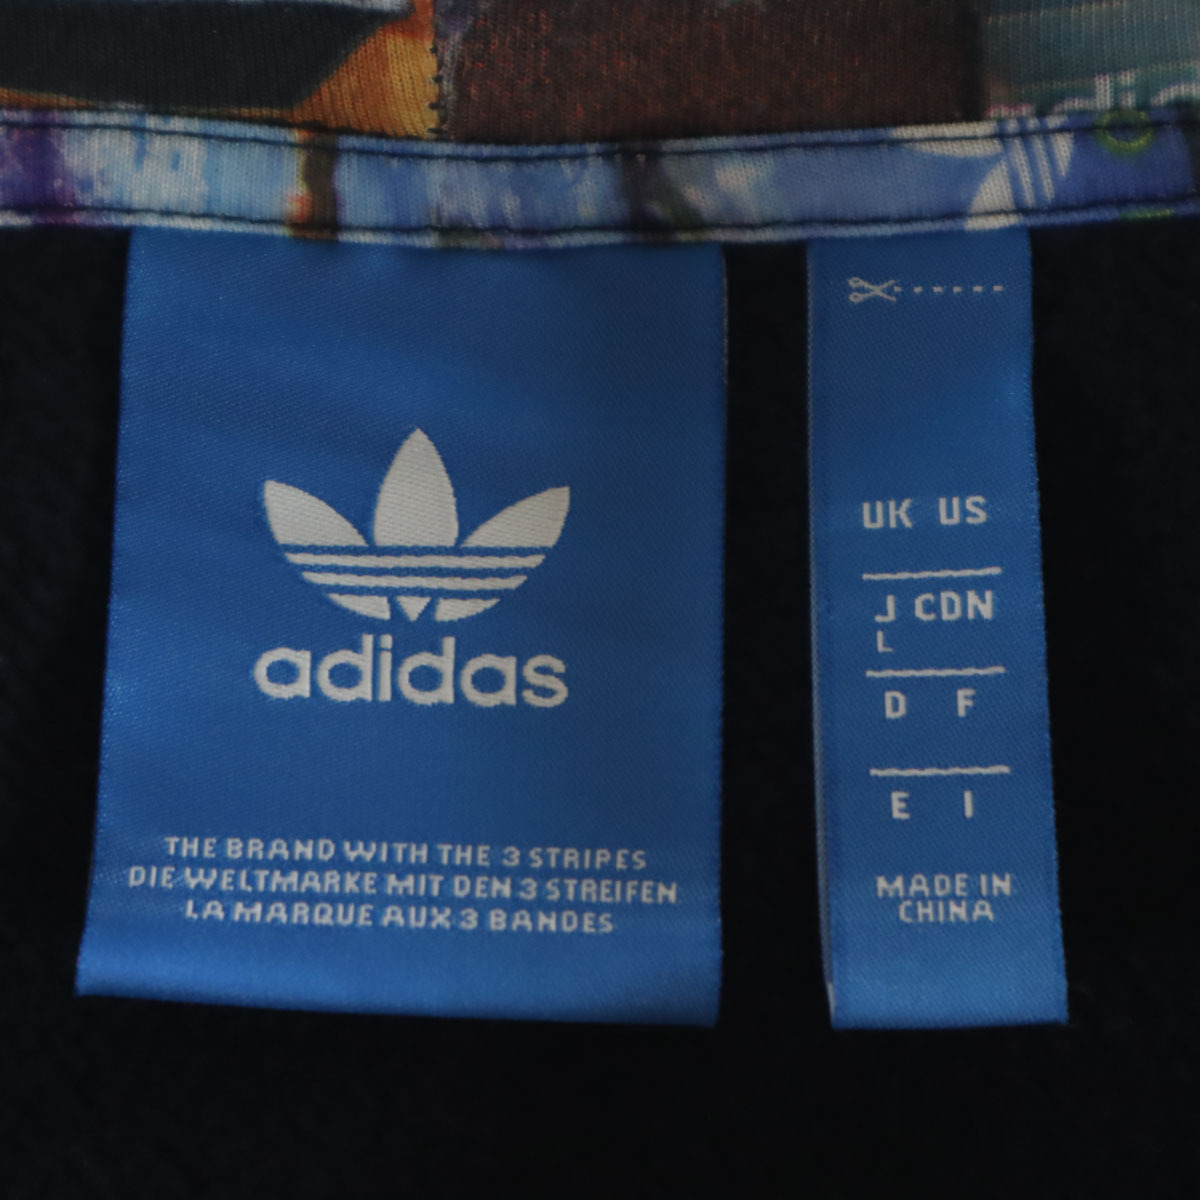 adidas
THE BRAND WITH THE 3 STRIPES
DIE WELTMARKE MIT DEN 3 STREIFEN
LA MARQUE AUX 3 BANDES
UK US
J CDN
L
D F
E I
MADE IN
CHINA